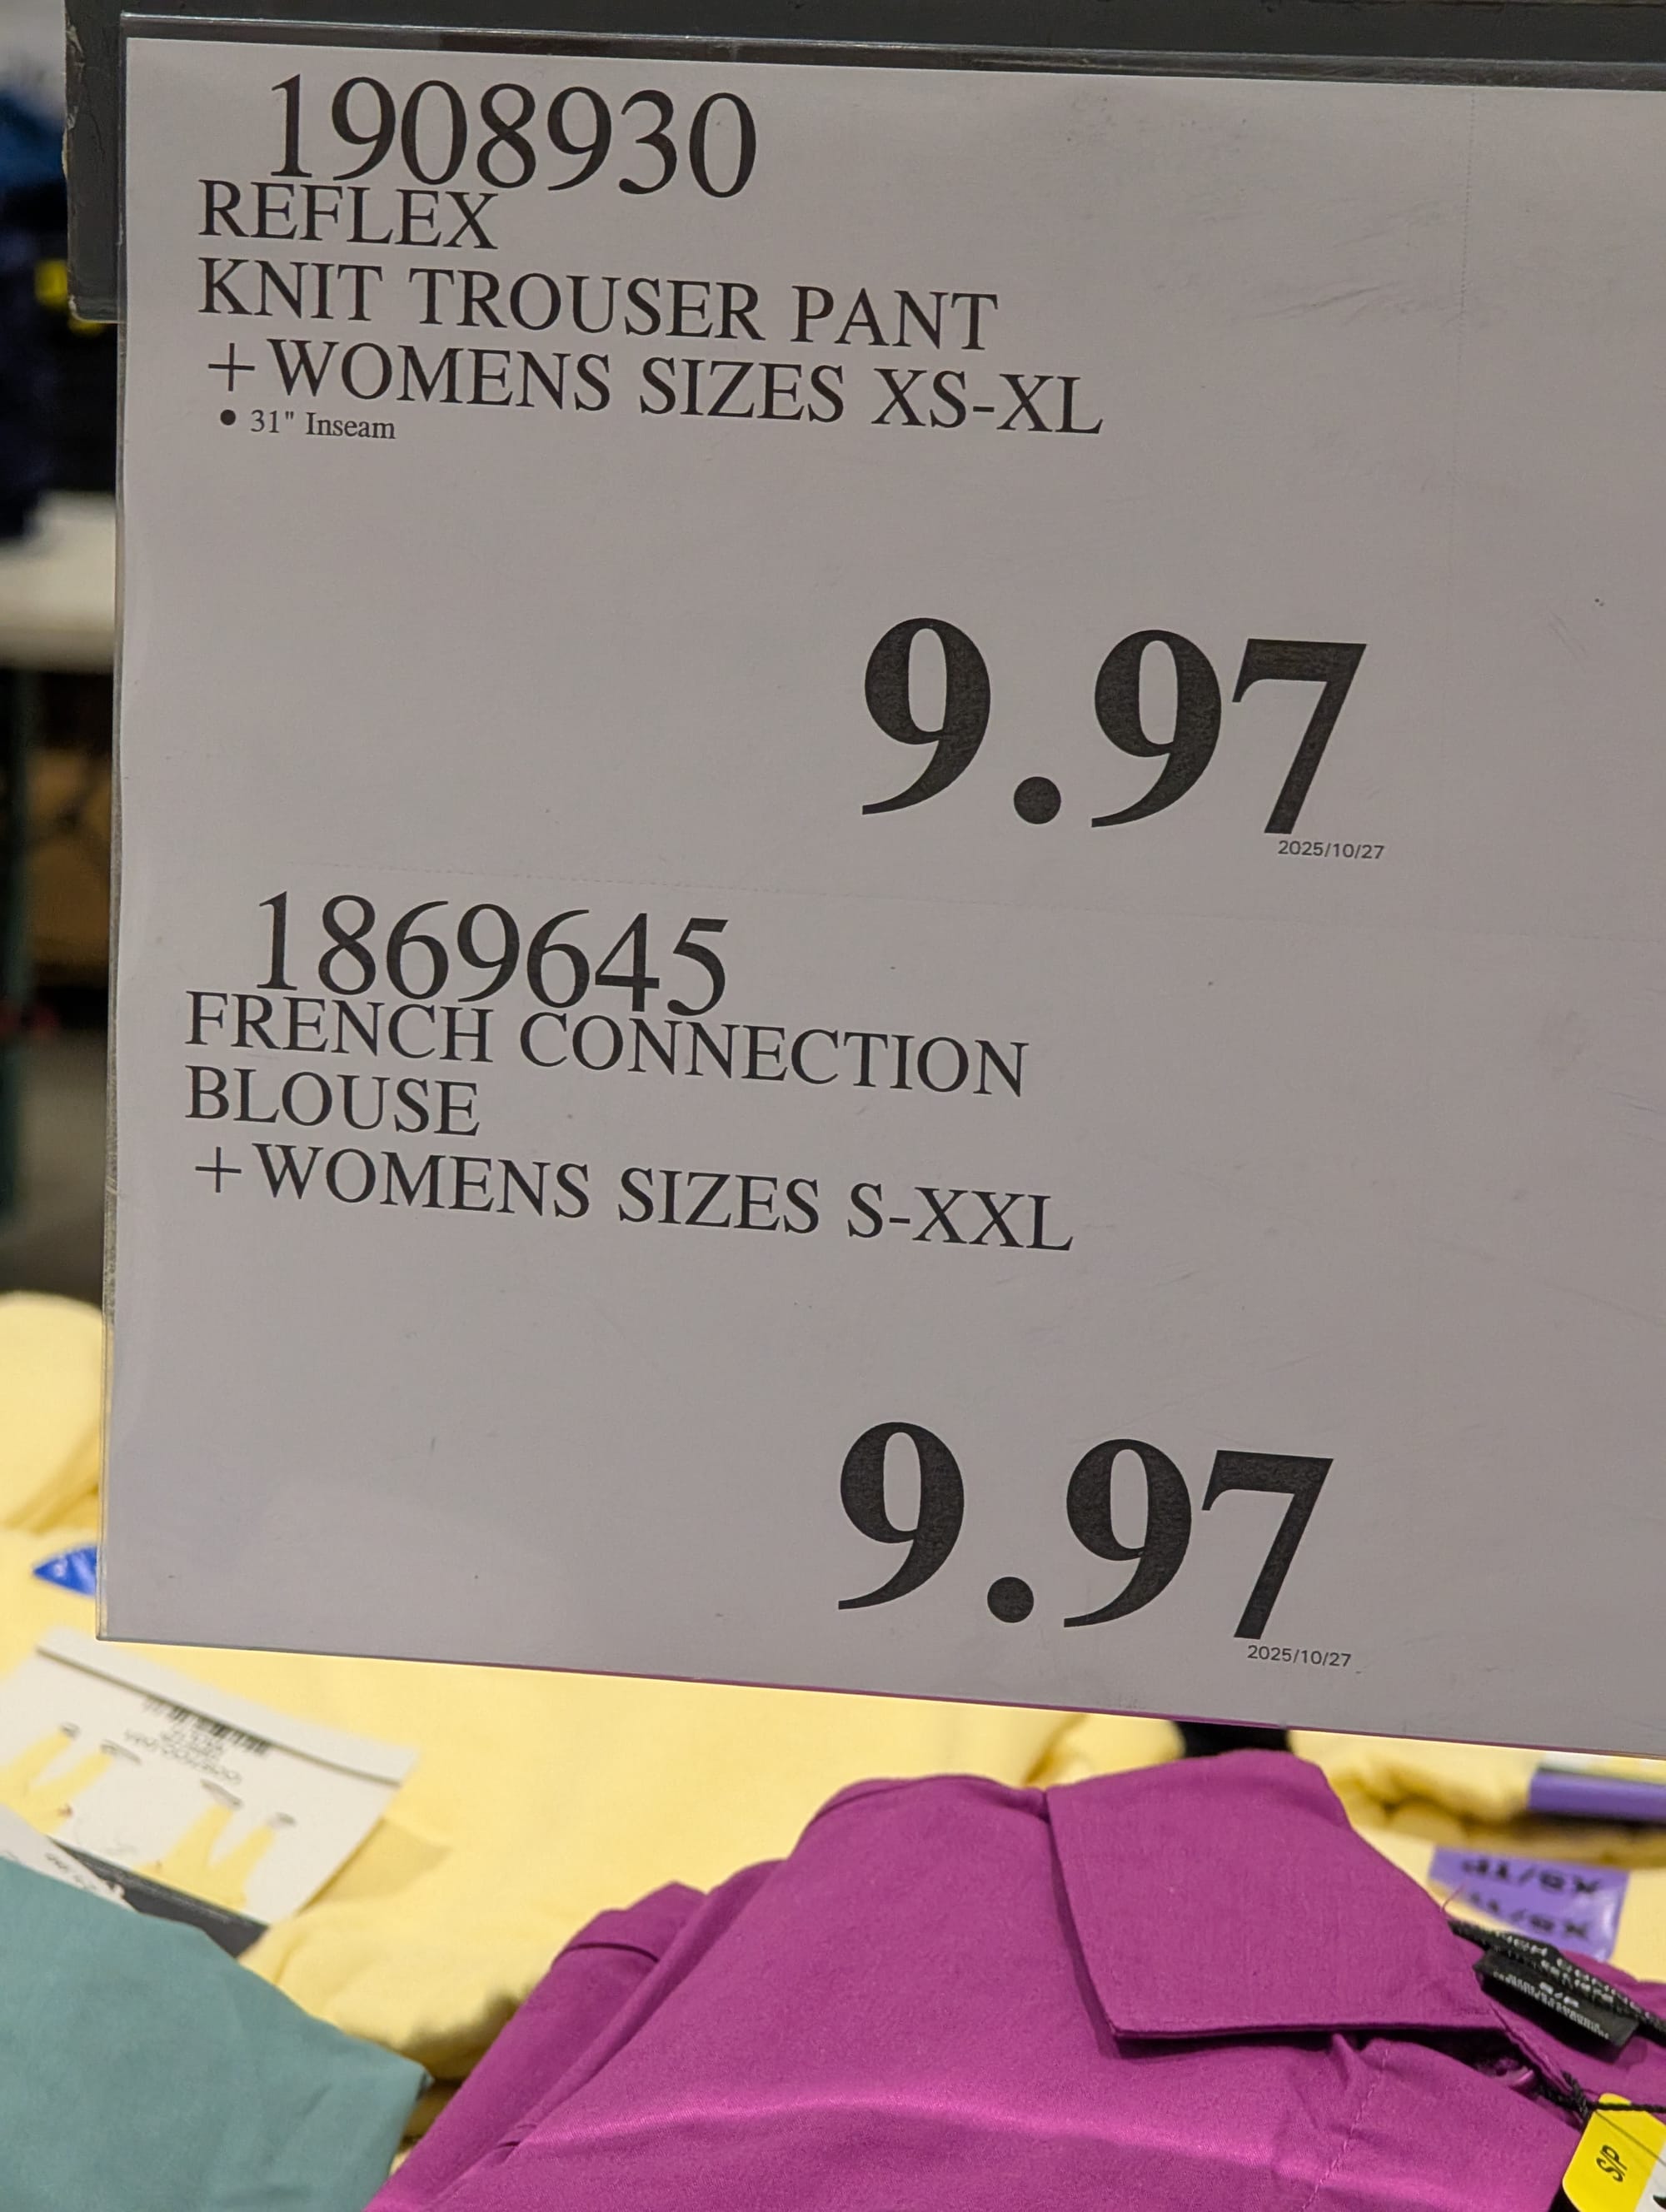 1908930
REFLEX
KNIT TROUSER PANT
+WOMENS SIZES XS-XL
• 31" Inseam
9.97
2025/10/27
1869645
FRENCH CONNECTION
BLOUSE
+WOMENS SIZES S-XXL
9.97
2025/10/27
S/P